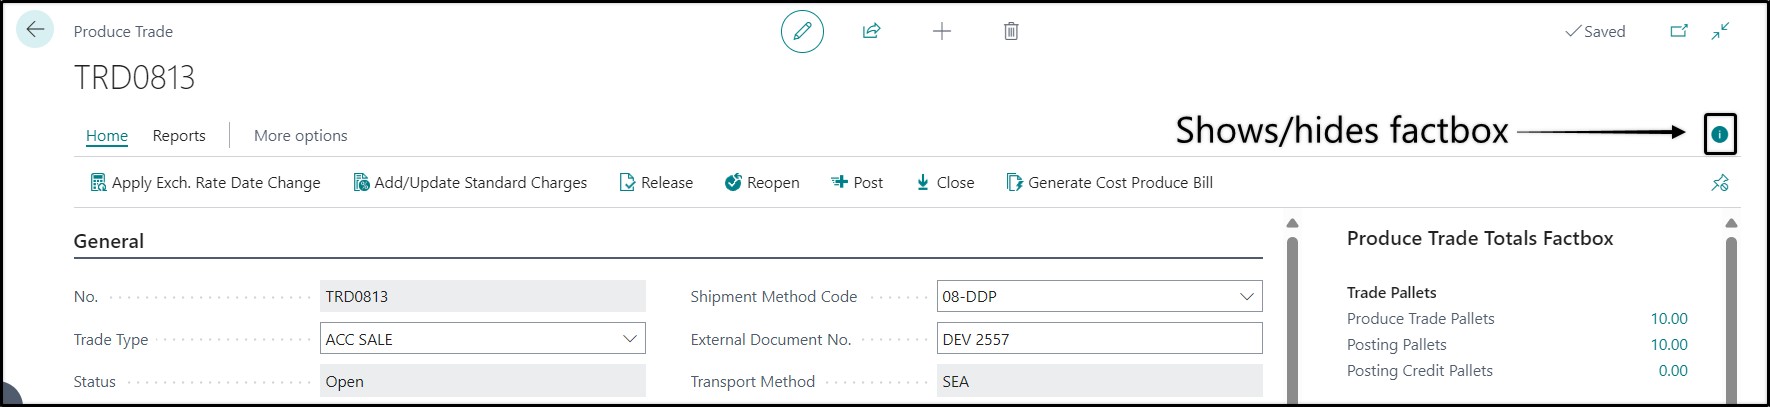 Produce Trade
Saved
TRD0813
Home Reports More options
Shows/hides factbox
Apply Exch. Rate Date Change Add/Update Standard Charges Release Reopen Post Close Generate Cost Produce Bill
General
No. TRD0813 Shipment Method Code 08-DDP
Trade Type ACC SALE External Document No. DEV 2557
Status Open Transport Method SEA
Produce Trade Totals Factbox
Trade Pallets
Produce Trade Pallets 10.00
Posting Pallets 10.00
Posting Credit Pallets 0.00